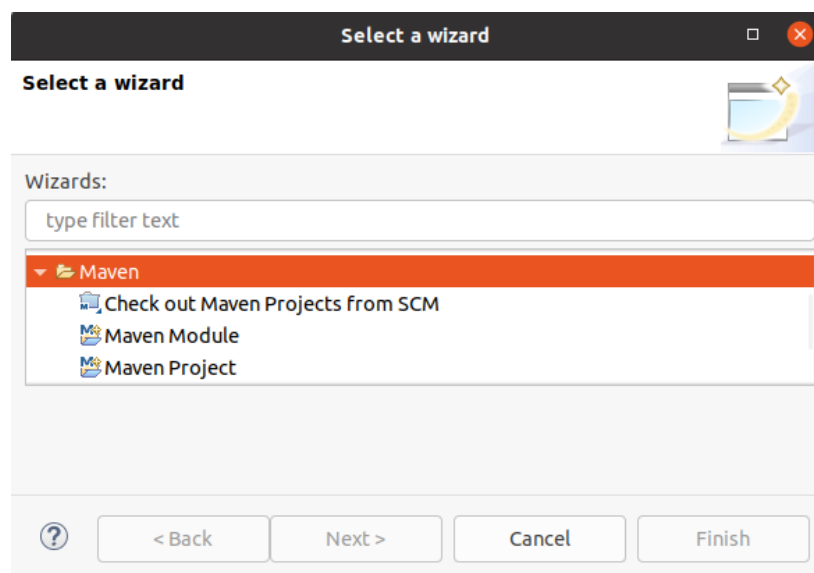 Select a wizard
Select a wizard
Wizards:
type filter text
Maven
Check out Maven Projects from SCM
Maven Module
Maven Project
? < Back Next > Cancel Finish